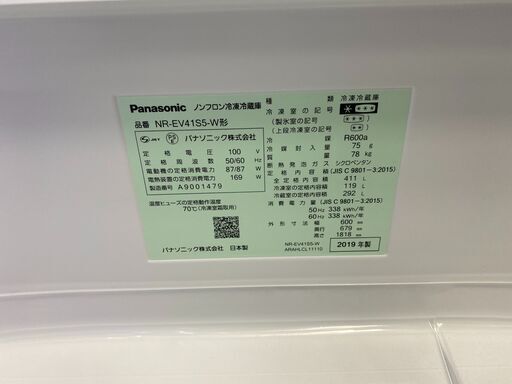 Panasonic ノンフロン冷凍冷蔵庫
品番 NR-EV41S5-W形
JET PSE パナソニック株式会社
定格電圧 100 V
定格周波数 50/60 Hz
電動機の定格消費電力 87/87 W
電熱装置の定格消費電力 169 W
製造番号 A9001479
温度ヒューズの定格動作温度
70℃(冷凍室霜取用)
パナソニック株式会社 日本製
種類 冷凍冷蔵庫
冷凍室の記号
(製氷室の記号)
(上段冷凍室の記号)
冷媒 R600a
冷媒封入量 75 g
質量 78 kg
断熱発泡ガス シクロペンタン
定格内容積 (JIS C 9801-3:2015)
全定格内容積 411 L
冷凍室の定格内容積 119 L
冷蔵室の定格内容積 292 L
消費電力量 (JIS C 9801-3:2015)
50Hz 338 kWh/年
60Hz 338 kWh/年
外形寸法 幅 600 mm
奥行 679 mm
高さ 1818 mm
NR-EV41S5-W
ARAHLCL11110
2019年製